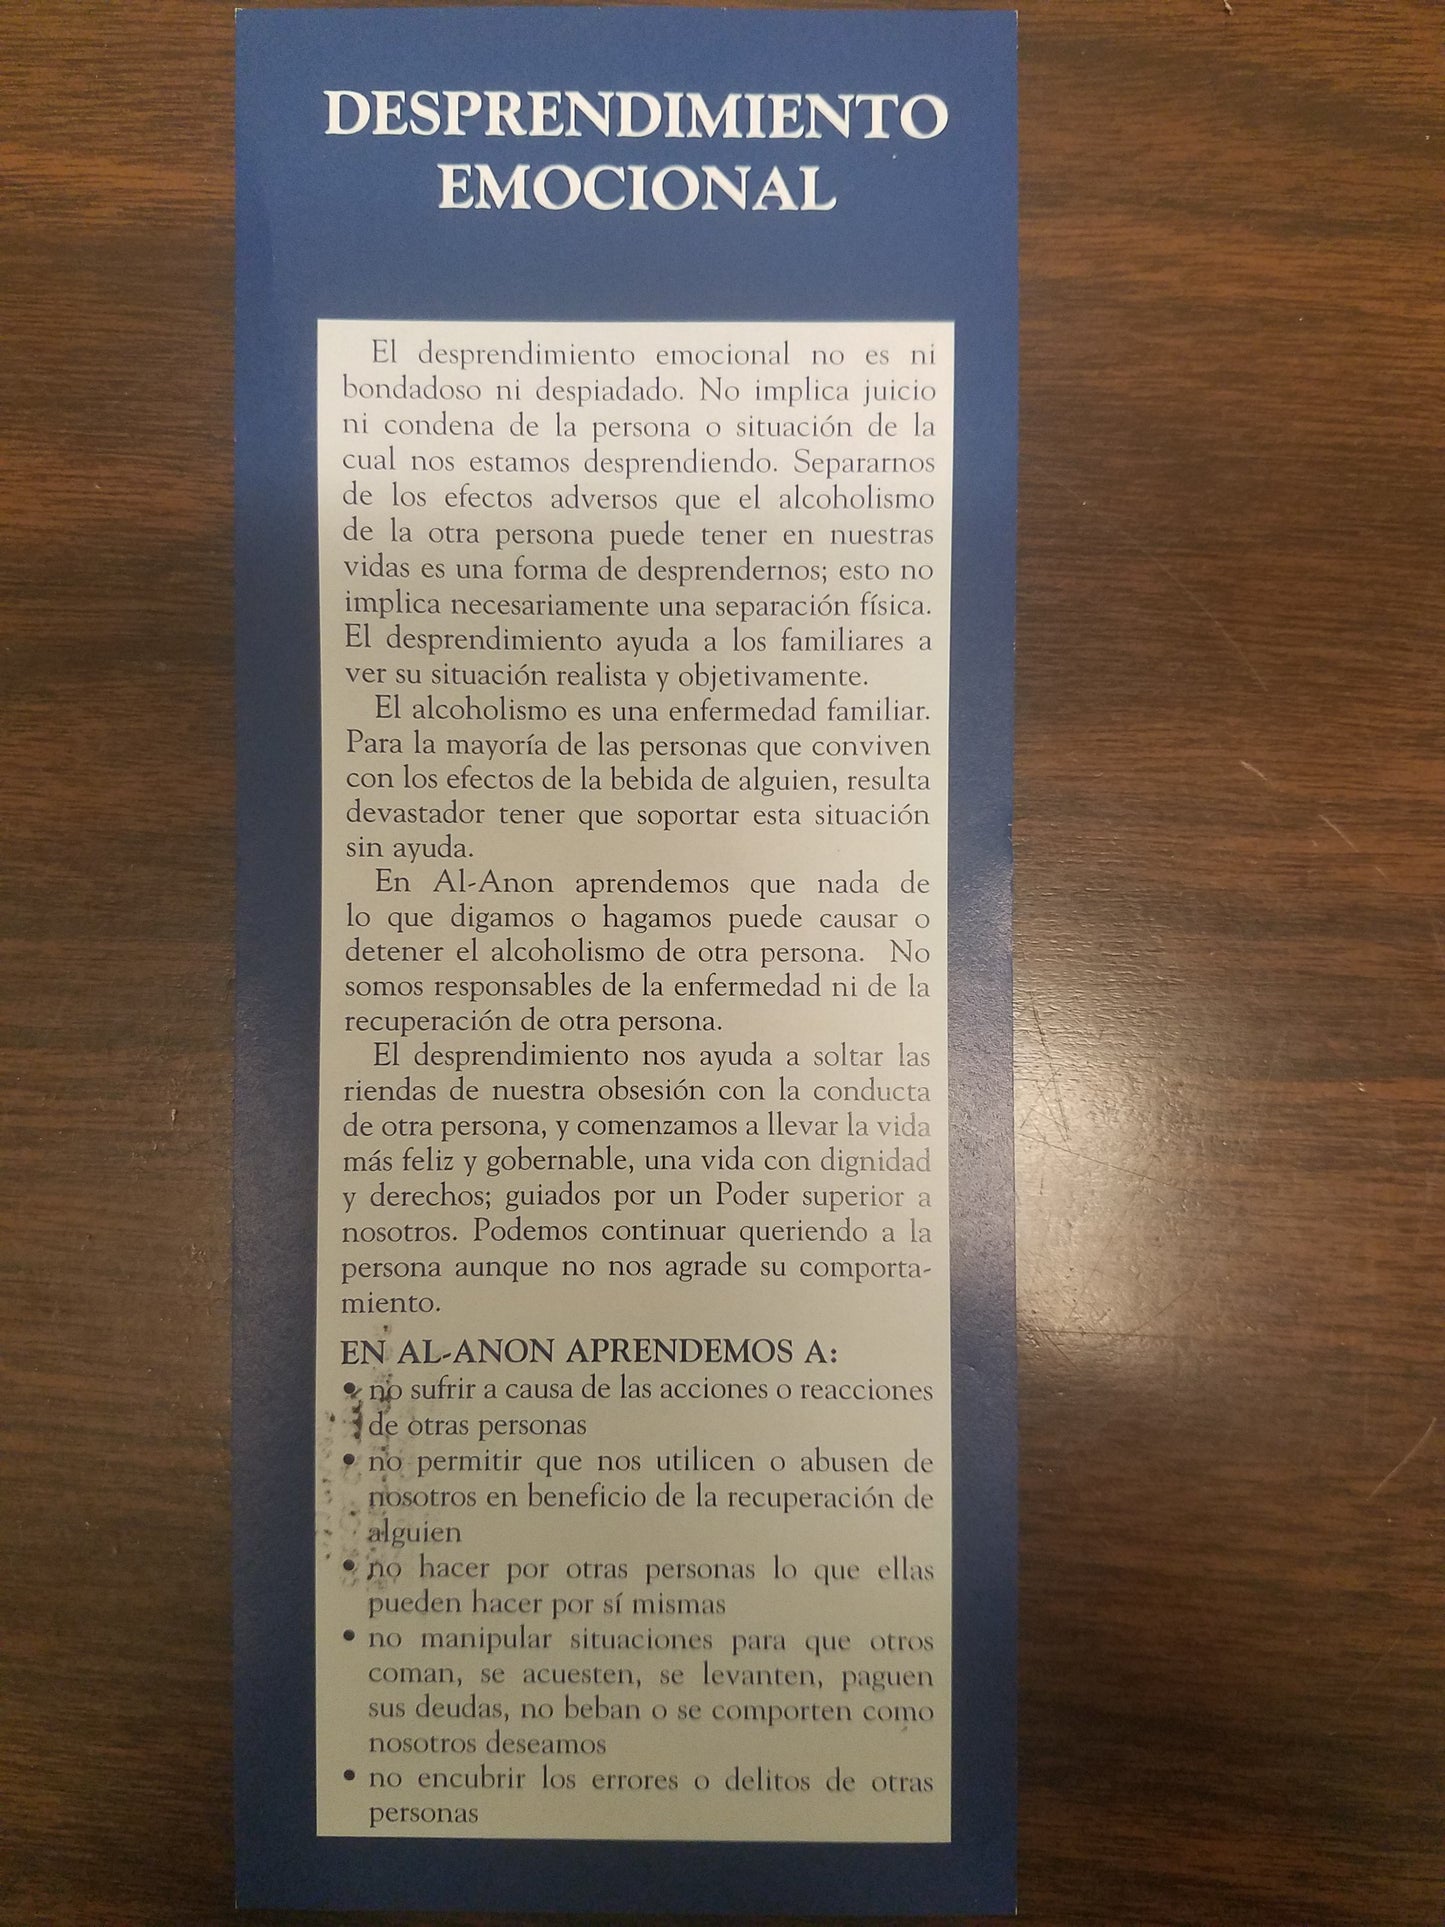 DESPRENDIMIENTO
EMOCIONAL
El desprendimiento emocional no es ni
bondadoso ni despiadado. No implica juicio
ni condena de la persona o situación de la
cual nos estamos desprendiendo. Separarnos
de los efectos adversos que el alcoholismo
de la otra persona puede tener en nuestras
vidas es una forma de desprendernos; esto no
implica necesariamente una separación física.
El desprendimiento ayuda a los familiares a
ver su situación realista y objetivamente.
El alcoholismo es una enfermedad familiar.
Para la mayoría de las personas que conviven
con los efectos de la bebida de alguien, resulta
devastador tener que soportar esta situación
sin ayuda.
En Al-Anon aprendemos que nada de
lo que digamos o hagamos puede causar o
detener el alcoholismo de otra persona. No
somos responsables de la enfermedad ni de la
recuperación de otra persona.
El desprendimiento nos ayuda a soltar las
riendas de nuestra obsesión con la conducta
de otra persona, y comenzamos a llevar la vida
más feliz y gobernable, una vida con dignidad
y derechos; guiados por un Poder superior a
nosotros. Podemos continuar queriendo a la
persona aunque no nos agrade su comporta-
miento.
EN AL-ANON APRENDEMOS A:
• no sufrir a causa de las acciones o reacciones
de otras personas
• no permitir que nos utilicen o abusen de
nosotros en beneficio de la recuperación de
alguien
• no hacer por otras personas lo que ellas
pueden hacer por sí mismas
• no manipular situaciones para que otros
coman, se acuesten, se levanten, paguen
sus deudas, no beban o se comporten como
nosotros deseamos
• no encubrir los errores o delitos de otras
personas